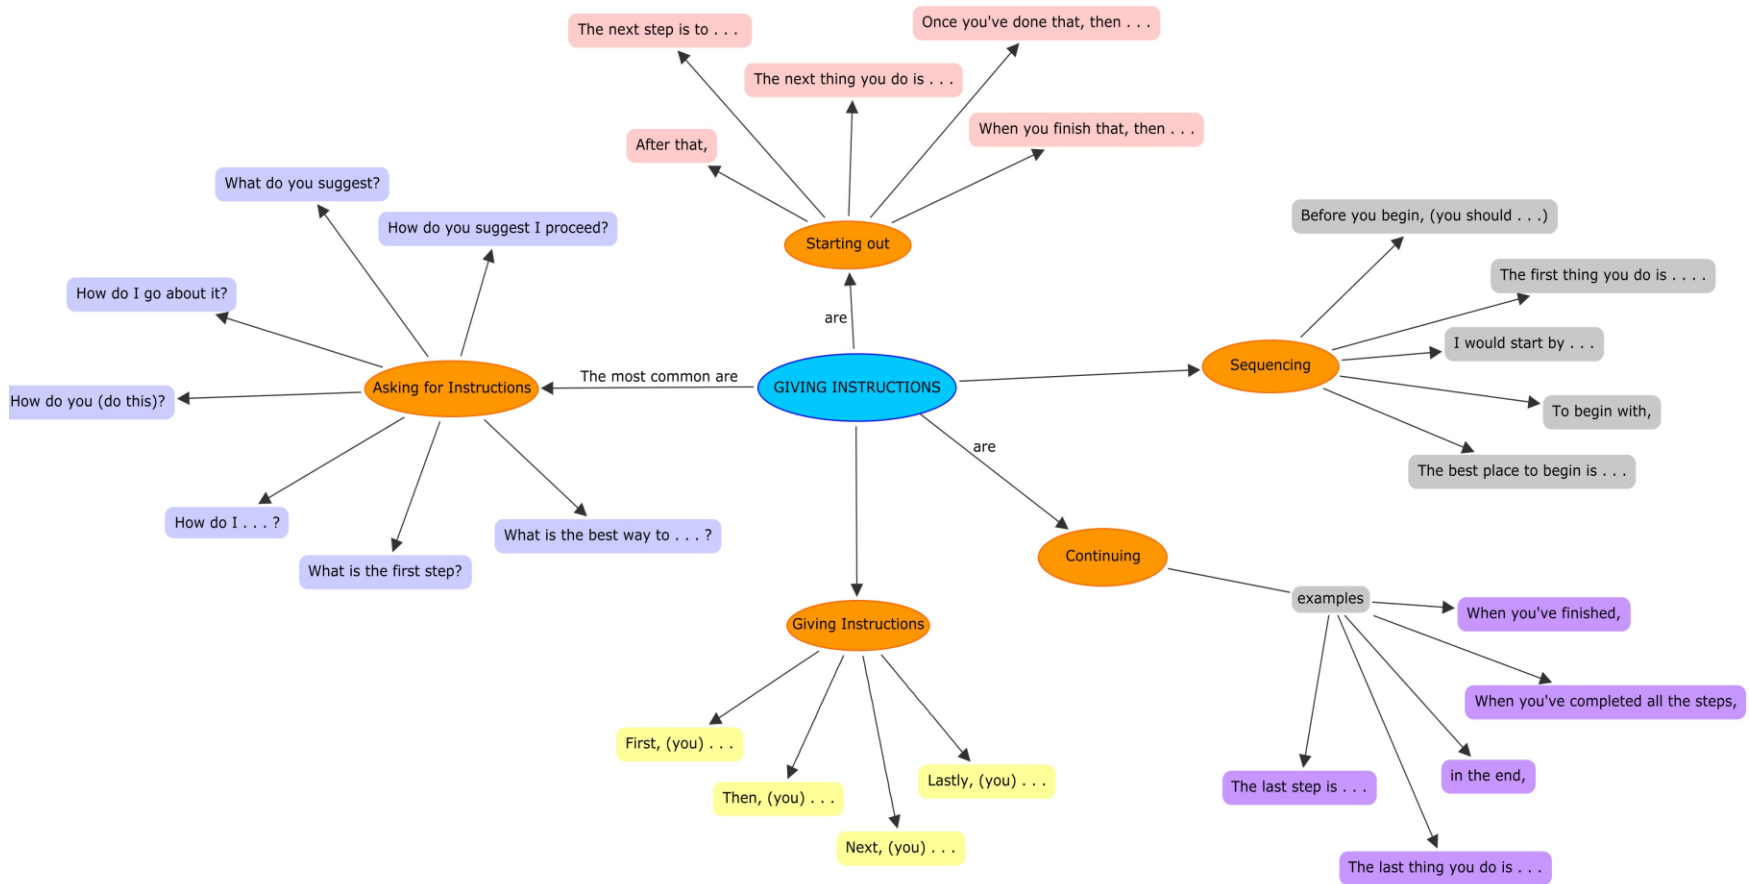 Once you've done that, then . . .
The next step is to . . .
The next thing you do is . . .
When you finish that, then . . .
After that,
Starting out
are
What do you suggest?
How do you suggest I proceed?
How do I go about it?
How do you (do this)?
Asking for Instructions
The most common are
GIVING INSTRUCTIONS
How do I . . . ?
What is the first step?
What is the best way to . . . ?
Before you begin, (you should . . .)
The first thing you do is . . . .
I would start by . . .
Sequencing
To begin with,
The best place to begin is . . .
are
Continuing
examples
When you've finished,
When you've completed all the steps,
in the end,
The last step is . . .
The last thing you do is . . .
Giving Instructions
First, (you) . . .
Then, (you) . . .
Next, (you) . . .
Lastly, (you) . . .